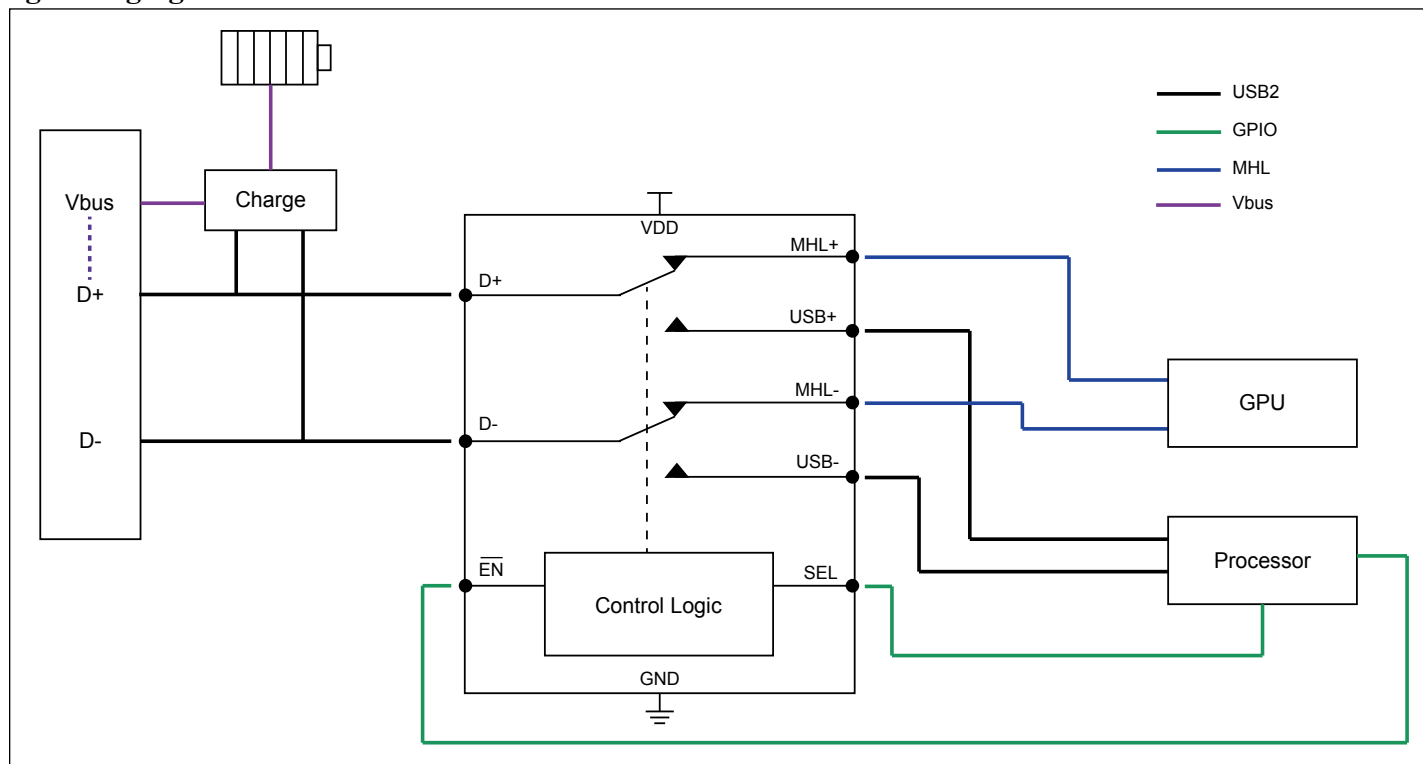 USB2
GPIO
MHL
Vbus
Vbus
Charge
D+
D-
VDD
D+
MHL+
USB+
D-
MHL-
USB-
EN
SEL
Control Logic
GND
GPU
Processor